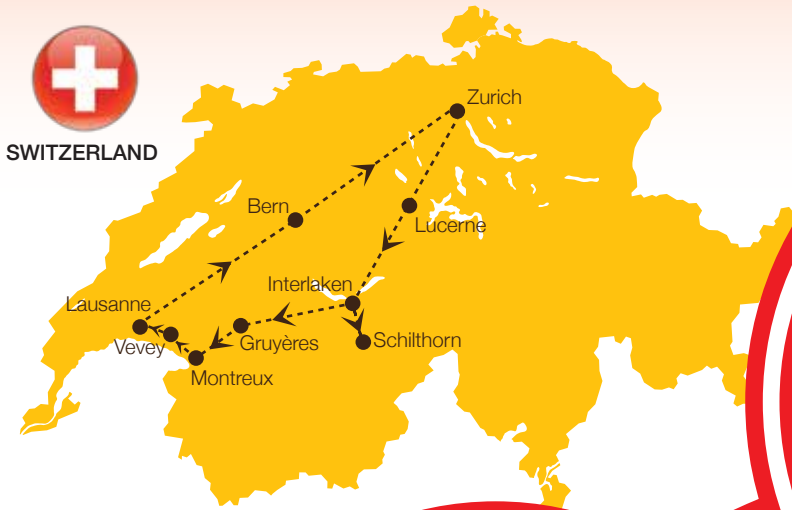 SWITZERLAND
Zurich
Bern
Lucerne
Interlaken
Lausanne
Vevey
Gruyères
Schilthorn
Montreux